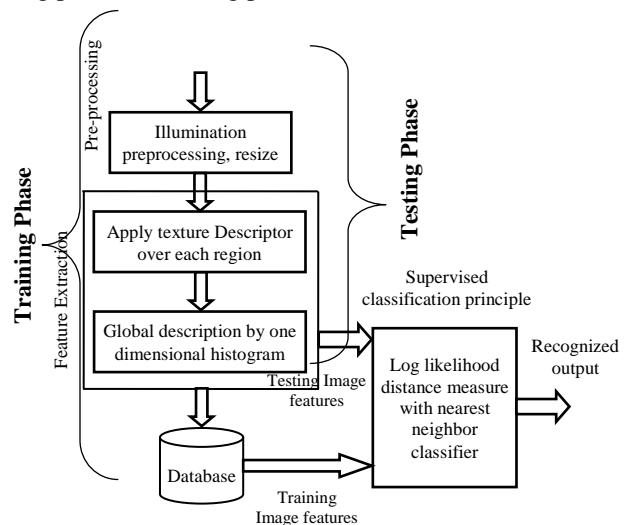 Pre-processing
Illumination
preprocessing, resize
Training Phase
Testing Phase
Feature Extraction
Apply texture Descriptor
over each region
Global description by one
dimensional histogram
Supervised
classification principle
Testing Image
features
Log likelihood
distance measure
with nearest
neighbor
classifier
Recognized
output
Database
Training
Image features